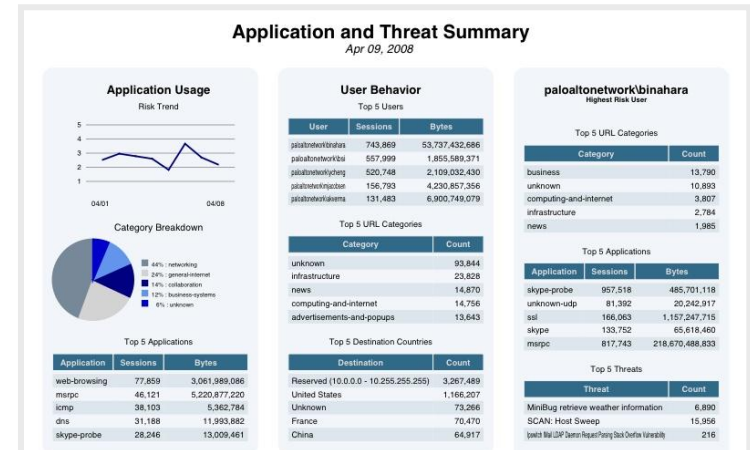 Application and Threat Summary
Apr 09, 2008
Application Usage
Risk Trend
5
4
3
2
1
04/01 04/08
Category Breakdown
44% : networking
24% : general-internet
14% : collaboration
12% : business-systems
6% : unknown
Top 5 Applications
Application Sessions Bytes
web-browsing 77,859 3,061,989,086
msrpc 46,121 5,220,877,220
icmp 38,103 5,362,784
dns 31,188 11,993,882
skype-probe 28,246 13,009,461
User Behavior
Top 5 Users
User Sessions Bytes
paloaltonetwork\binahara 743,869 53,737,432,686
paloaltonetwork\bsi 557,999 1,855,589,371
paloaltonetwork\ycheng 520,748 2,109,032,430
paloaltonetwork\mjacobsen 156,793 4,230,857,356
paloaltonetwork\akverma 131,483 6,900,749,079
Top 5 URL Categories
Category Count
unknown 93,844
infrastructure 23,828
news 14,870
computing-and-internet 14,756
advertisements-and-popups 13,643
Top 5 Destination Countries
Destination Count
Reserved (10.0.0.0 - 10.255.255.255) 3,267,489
United States 1,166,207
Unknown 73,266
France 70,470
China 64,917
paloaltonetwork\binahara
Highest Risk User
Top 5 URL Categories
Category Count
business 13,790
unknown 10,893
computing-and-internet 3,807
infrastructure 2,784
news 1,985
Top 5 Applications
Application Sessions Bytes
skype-probe 957,518 485,701,118
unknown-udp 81,392 20,242,917
ssl 166,063 1,157,247,715
skype 133,752 65,618,460
msrpc 817,743 218,670,488,833
Top 5 Threats
Threat Count
MiniBug retrieve weather information 6,890
SCAN: Host Sweep 15,956
Ipswitch IMail LDAP Daemon Request Parsing Stack Overflow Vulnerability 216